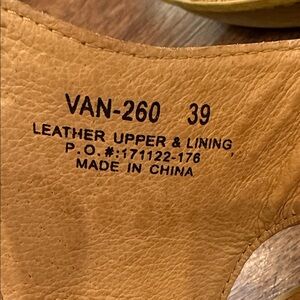 VAN-260 39
LEATHER UPPER & LINING
P.O.#:171122-176
MADE IN CHINA